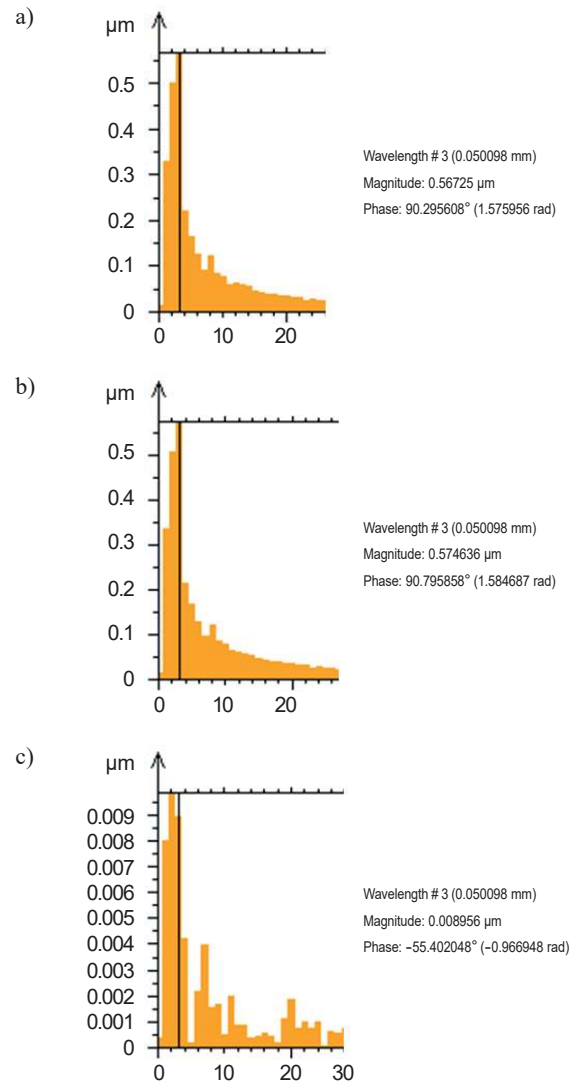 a)
µm
0.5
0.4
0.3
0.2
0.1
0
0 10 20
Wavelength # 3 (0.050098 mm)
Magnitude: 0.56725 µm
Phase: 90.295608° (1.575956 rad)
b)
µm
0.5
0.4
0.3
0.2
0.1
0
0 10 20
Wavelength # 3 (0.050098 mm)
Magnitude: 0.574636 µm
Phase: 90.795858° (1.584687 rad)
c)
µm
0.009
0.008
0.007
0.006
0.005
0.004
0.003
0.002
0.001
0
0 10 20 30
Wavelength # 3 (0.050098 mm)
Magnitude: 0.008956 µm
Phase: −55.402048° (−0.966948 rad)